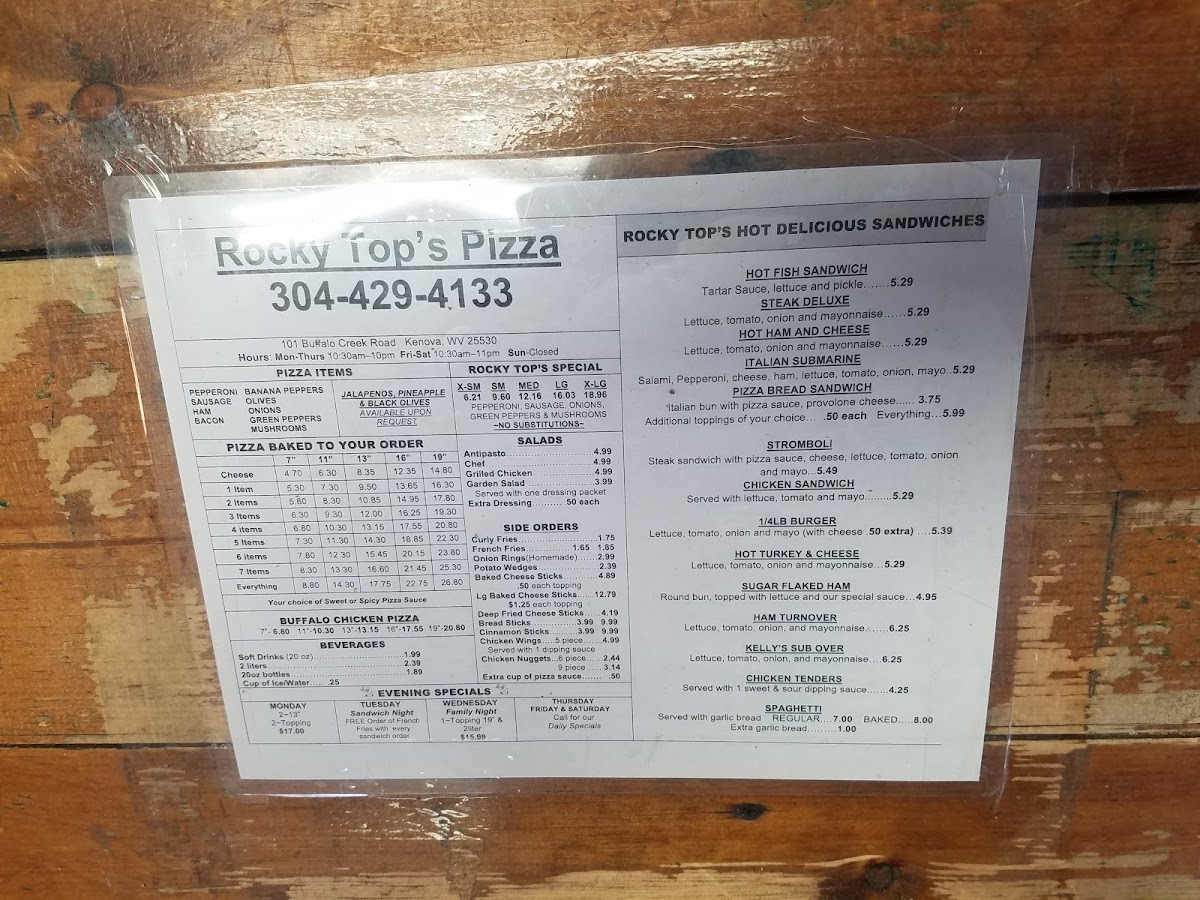 Rocky Top's Pizza
304-429-4133
101 Buffalo Creek Road Kenova, WV 25530
Hours: Mon-Thurs 10:30am–10pm Fri-Sat 10:30am–11pm Sun-Closed
PIZZA ITEMS
PEPPERONI BANANA PEPPERS
SAUSAGE OLIVES
HAM ONIONS
BACON GREEN PEPPERS
MUSHROOMS
JALAPENOS, PINEAPPLE
& BLACK OLIVES
AVAILABLE UPON
REQUEST
ROCKY TOP'S SPECIAL
X-SM SM MED LG X-LG
6.21 9.60 12.16 16.03 18.96
PEPPERONI, SAUSAGE, ONIONS,
GREEN PEPPERS & MUSHROOMS
~NO SUBSTITUTIONS~
PIZZA BAKED TO YOUR ORDER
7" 11" 13" 16" 19"
Cheese 4.70 6.30 8.35 12.35 14.80
1 Item 5.30 7.30 9.50 13.65 16.30
2 Items 5.80 8.30 10.85 14.95 17.80
3 Items 6.30 9.30 12.00 16.25 19.30
4 items 6.80 10.30 13.15 17.55 20.80
5 Items 7.30 11.30 14.30 18.85 22.30
6 items 7.80 12.30 15.45 20.15 23.80
7 Items 8.30 13.30 16.60 21.45 25.30
Everything 8.80 14.30 17.75 22.75 26.80
Your choice of Sweet or Spicy Pizza Sauce
BUFFALO CHICKEN PIZZA
7"- 6.80 11"-10.30 13"-13.15 16"-17.55 19"-20.80
BEVERAGES
Soft Drinks (20 oz)....................1.99
2 liters....................2.39
20oz bottles....................1.89
Cup of Ice/Water.......25
SALADS
Antipasto....................4.99
Chef....................4.99
Grilled Chicken....................4.99
Garden Salad....................3.99
Served with one dressing packet
Extra Dressing..........50 each
SIDE ORDERS
Curly Fries....................1.75
French Fries..........1.65 1.85
Onion Rings(Homemade)......2.99
Potato Wedges....................2.39
Baked Cheese Sticks..........4.89
.50 each topping
Lg Baked Cheese Sticks......12.79
$1.25 each topping
Deep Fried Cheese Sticks.....4.19
Bread Sticks..........3.99 9.99
Cinnamon Sticks..........3.99 9.99
Chicken Wings....5 piece......4.99
Served with 1 dipping sauce
Chicken Nuggets...6 piece..... 2.44
9 piece ..... 3.14
Extra cup of pizza sauce....... .50
EVENING SPECIALS
MONDAY
2~13"
2~Topping
$17.00
TUESDAY
Sandwich Night
FREE Order of French
Fries with every
sandwich order
WEDNESDAY
Family Night
1~Topping 19" &
2liter
$15.99
THURSDAY
FRIDAY & SATURDAY
Call for our
Daily Specials
ROCKY TOP'S HOT DELICIOUS SANDWICHES
HOT FISH SANDWICH
Tartar Sauce, lettuce and pickle.......5.29
STEAK DELUXE
Lettuce, tomato, onion and mayonnaise......5.29
HOT HAM AND CHEESE
Lettuce, tomato, onion and mayonnaise......5.29
ITALIAN SUBMARINE
Salami, Pepperoni, cheese, ham, lettuce, tomato, onion, mayo..5.29
PIZZA BREAD SANDWICH
Italian bun with pizza sauce, provolone cheese..... 3.75
Additional toppings of your choice... .50 each Everything...5.99
STROMBOLI
Steak sandwich with pizza sauce, cheese, lettuce, tomato, onion
and mayo..5.49
CHICKEN SANDWICH
Served with lettuce, tomato and mayo........5.29
1/4LB BURGER
Lettuce, tomato, onion and mayo (with cheese .50 extra)....5.39
HOT TURKEY & CHEESE
Lettuce, tomato, onion and mayonnaise....5.29
SUGAR FLAKED HAM
Round bun, topped with lettuce and our special sauce...4.95
HAM TURNOVER
Lettuce, tomato, onion, and mayonnaise......6.25
KELLY'S SUB OVER
Lettuce, tomato, onion, and mayonnaise....6.25
CHICKEN TENDERS
Served with 1 sweet & sour dipping sauce......4.25
SPAGHETTI
Served with garlic bread REGULAR....7.00 BAKED.....8.00
Extra garlic bread.........1.00